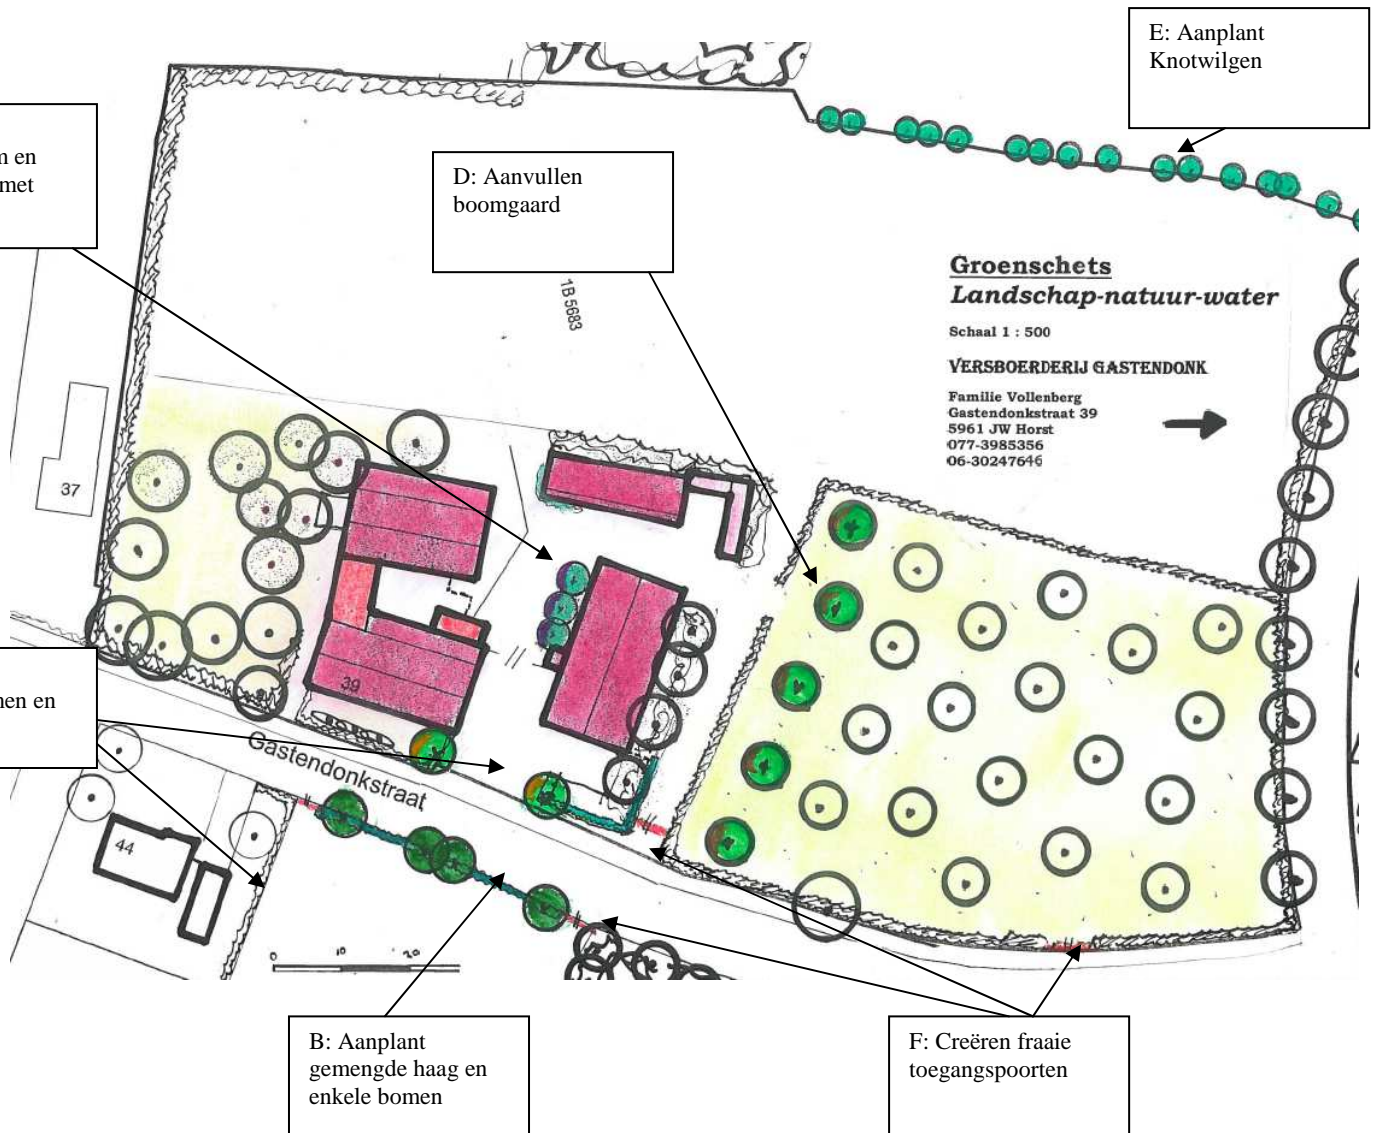 E: Aanplant
Knotwilgen
en
met
D: Aanvullen
boomgaard
1B 5683
Groenschets
Landschap-natuur-water
Schaal 1 : 500
VERSBOERDERIJ GASTENDONK
Familie Vollenberg
Gastendonkstraat 39
5961 JW Horst
077-3985356
06-30247646
37
39
en
Gastendonkstraat
44
0 10 20
B: Aanplant
gemengde haag en
enkele bomen
F: Creëren fraaie
toegangspoorten